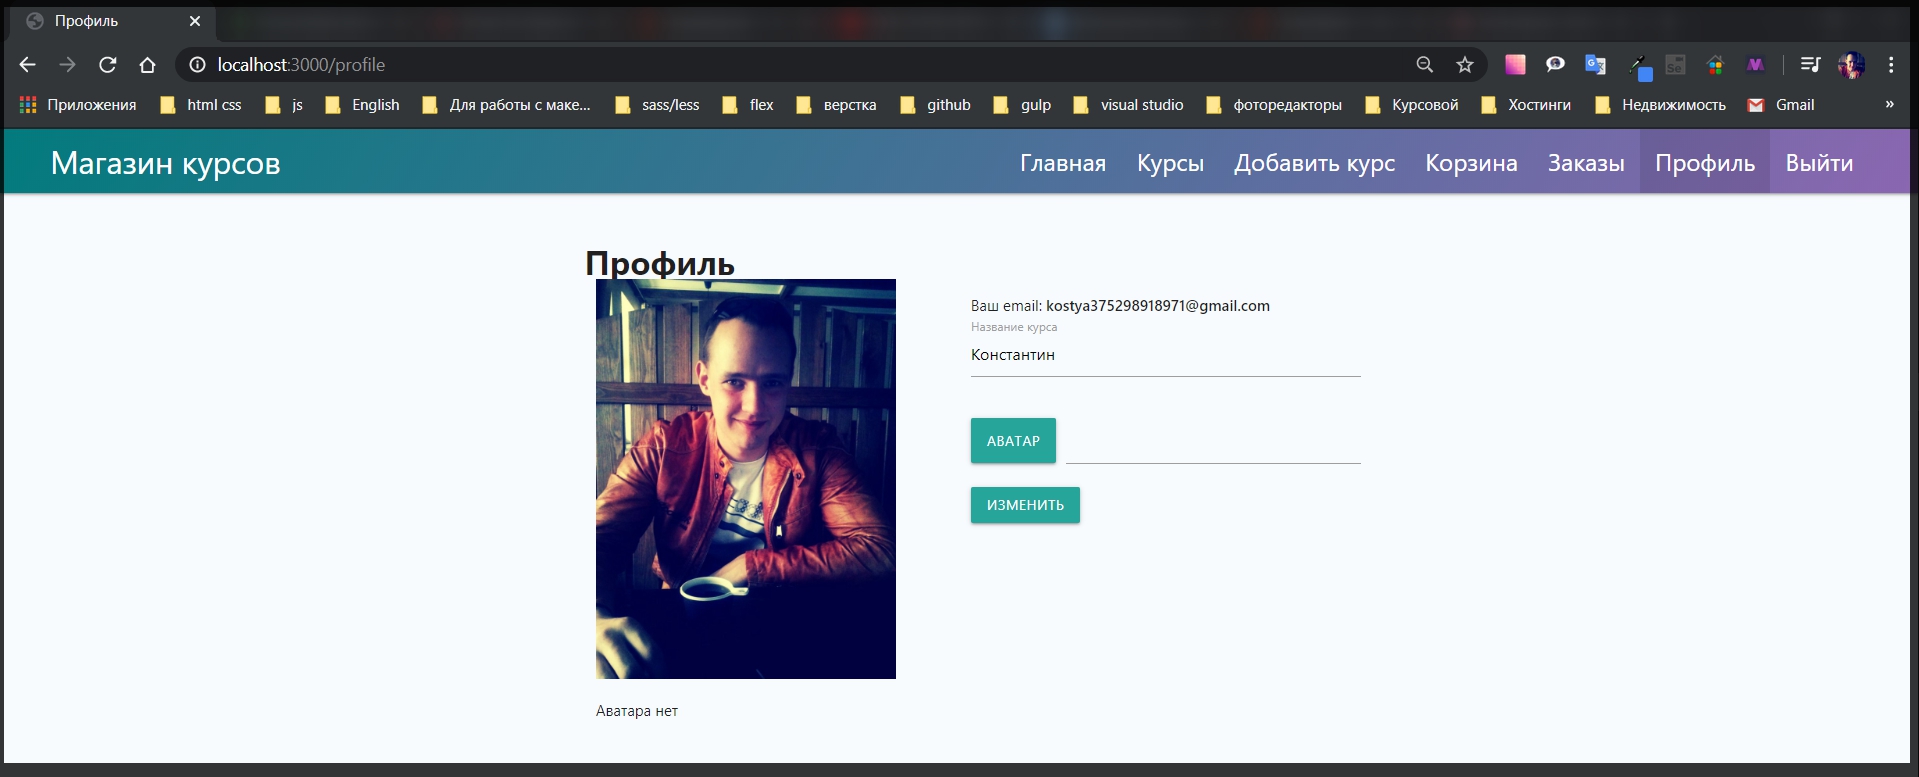 Профиль
localhost:3000/profile
Приложения html css js English Для работы с маке... sass/less flex верстка github gulp visual studio фоторедакторы Курсовой Хостинги Недвижимость Gmail »
Магазин курсов Главная Курсы Добавить курс Корзина Заказы Профиль Выйти
Профиль
Ваш email: kostya375298918971@gmail.com
Название курса
Константин
АВАТАР
ИЗМЕНИТЬ
Аватара нет